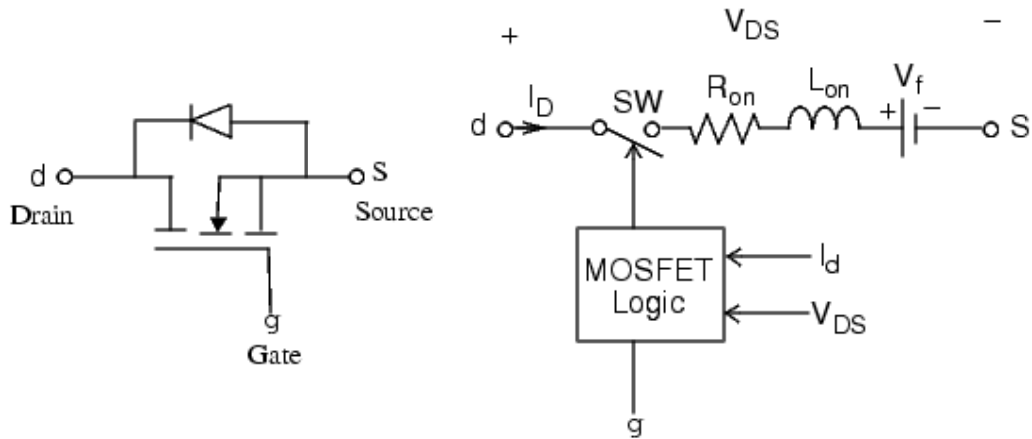 d
Drain
S
Source
g
Gate
+ V_DS −
I_D
d
SW
R_on
L_on
V_f
+ −
S
MOSFET
Logic
I_d
V_DS
g